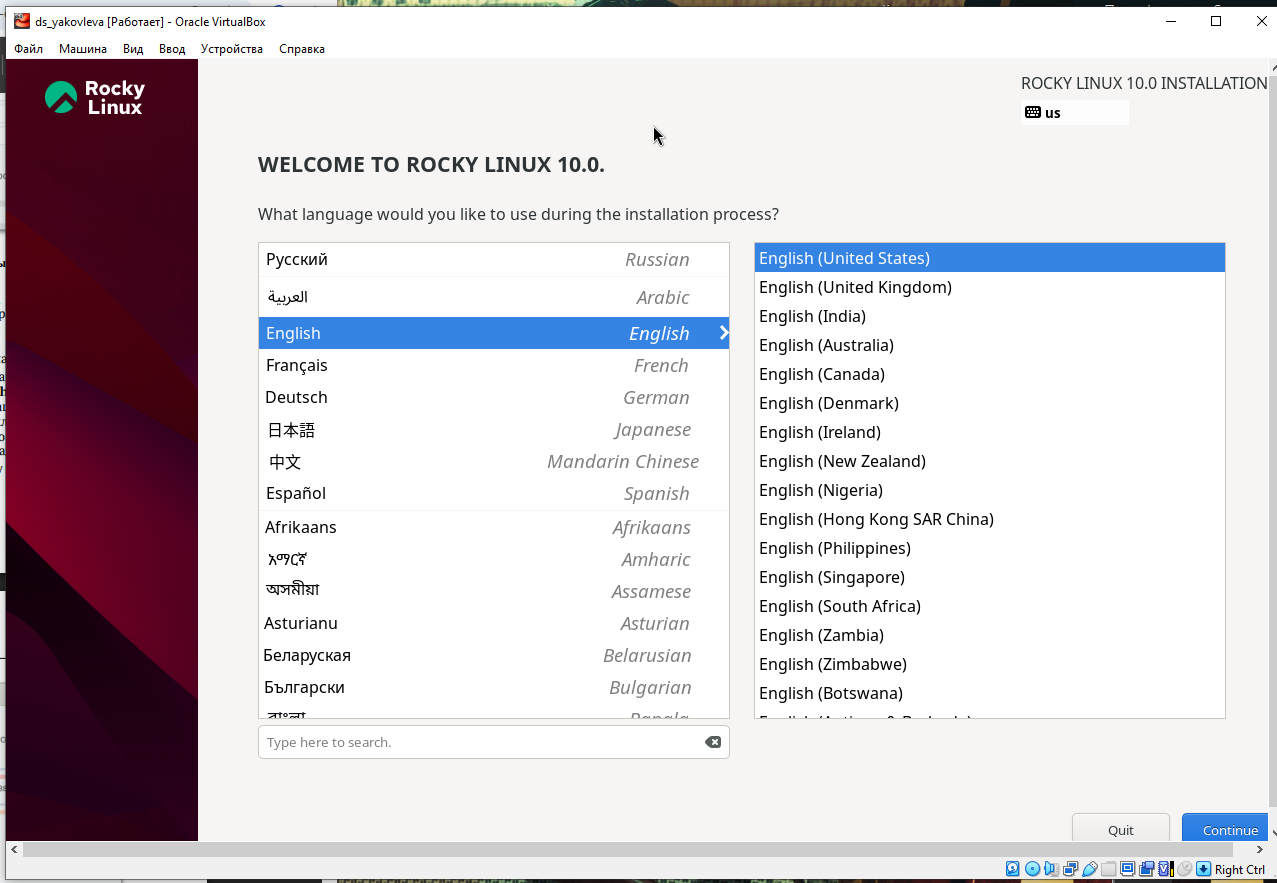 ds_yakovleva [Работает] - Oracle VirtualBox
Файл Машина Вид Ввод Устройства Справка
Rocky
Linux
ROCKY LINUX 10.0 INSTALLATION
us
WELCOME TO ROCKY LINUX 10.0.
What language would you like to use during the installation process?
Русский Russian
العربية Arabic
English English
Français French
Deutsch German
日本語 Japanese
中文 Mandarin Chinese
Español Spanish
Afrikaans Afrikaans
አማርኛ Amharic
অসমীয়া Assamese
Asturianu Asturian
Беларуская Belarusian
Български Bulgarian
বাংলা Bangla
English (United States)
English (United Kingdom)
English (India)
English (Australia)
English (Canada)
English (Denmark)
English (Ireland)
English (New Zealand)
English (Nigeria)
English (Hong Kong SAR China)
English (Philippines)
English (Singapore)
English (South Africa)
English (Zambia)
English (Zimbabwe)
English (Botswana)
English (Antigua & Barbuda)
Type here to search.
Quit Continue
Right Ctrl